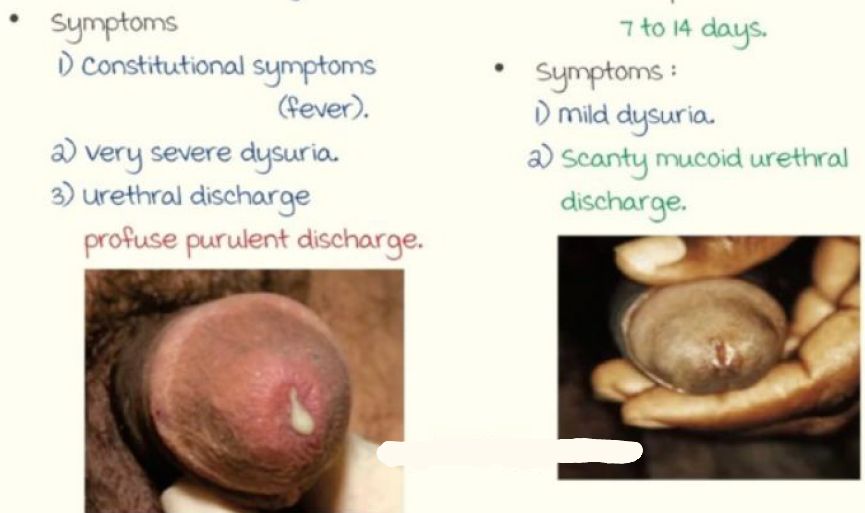 • Symptoms
1) Constitutional symptoms
(fever).
2) very severe dysuria.
3) urethral discharge
profuse purulent discharge.
7 to 14 days.
• Symptoms :
1) mild dysuria.
2) Scanty mucoid urethral
discharge.